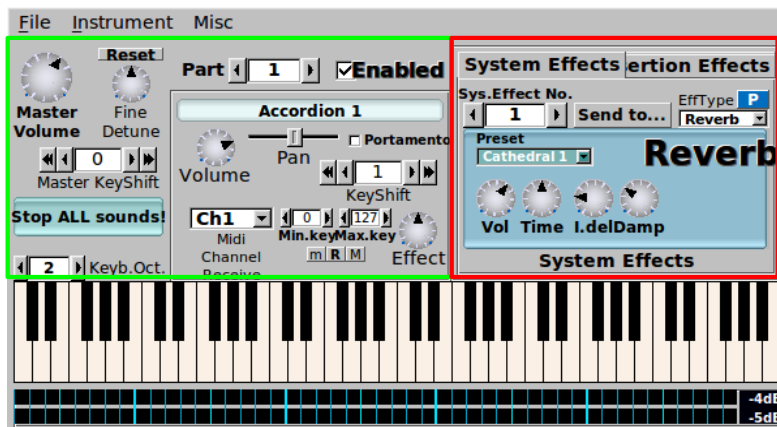 File Instrument Misc
Reset
Master Volume
Fine Detune
0
Master KeyShift
Stop ALL sounds!
2 Keyb.Oct.
Part 1 Enabled
Accordion 1
Volume
Pan
Portamento
1
KeyShift
Ch1
Midi
Channel
Receive
0 127
Min.key Max.key
m R M
Effect
System Effects ertion Effects
Sys.Effect No.
1 Send to...
EffType P
Reverb
Preset
Cathedral 1
Reverb
Vol Time I.del Damp
System Effects
-4dB
-5dB